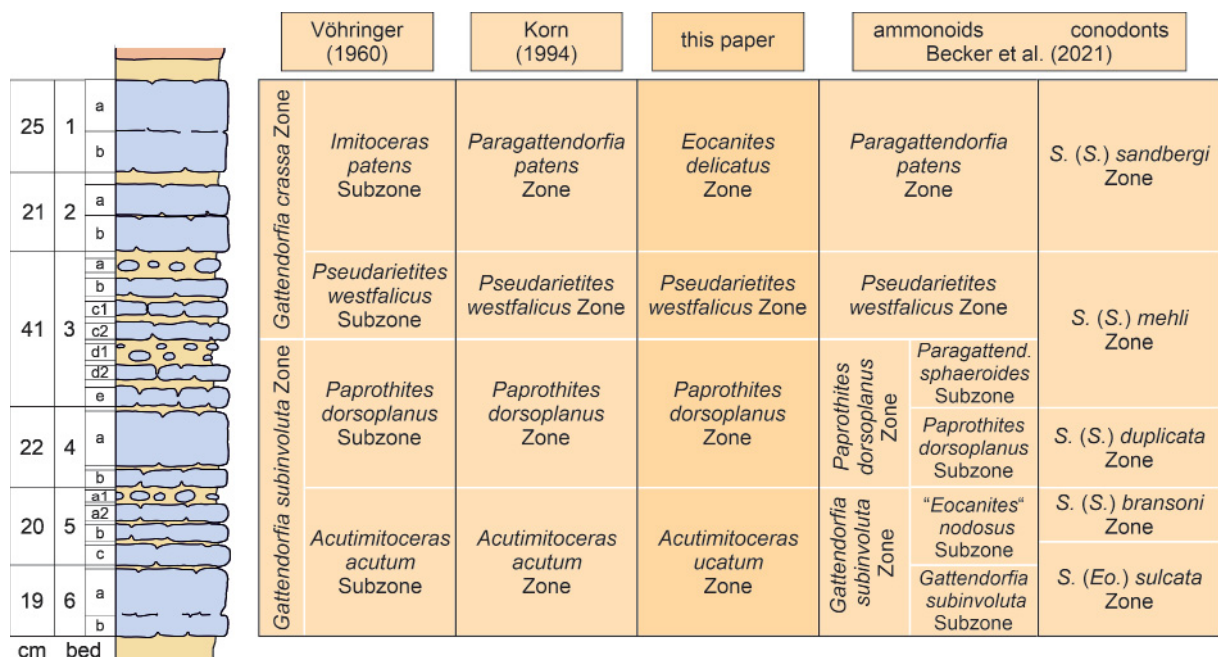 Vöhringer
(1960)
Korn
(1994)
this paper
ammonoids conodonts
Becker et al. (2021)
25 1 a
b
21 2 a
b
41 3 a
b
c1
c2
d1
d2
e
22 4 a
b
20 5 a1
a2
b
c
19 6 a
b
cm bed
Gattendorfia crassa Zone
Gattendorfia subinvoluta Zone
Imitoceras
patens
Subzone
Pseudarietites
westfalicus
Subzone
Paprothites
dorsoplanus
Subzone
Acutimitoceras
acutum
Subzone
Paragattendorfia
patens
Zone
Pseudarietites
westfalicus Zone
Paprothites
dorsoplanus
Zone
Acutimitoceras
acutum
Zone
Eocanites
delicatus
Zone
Pseudarietites
westfalicus Zone
Paprothites
dorsoplanus
Zone
Acutimitoceras
ucatum
Zone
Paragattendorfia
patens
Zone
Pseudarietites
westfalicus Zone
Paprothites
dorsoplanus
Zone
Gattendorfia
subinvoluta
Zone
Paragattend.
sphaeroides
Subzone
Paprothites
dorsoplanus
Subzone
"Eocanites"
nodosus
Subzone
Gattendorfia
subinvoluta
Subzone
S. (S.) sandbergi
Zone
S. (S.) mehli
Zone
S. (S.) duplicata
Zone
S. (S.) bransoni
Zone
S. (Eo.) sulcata
Zone